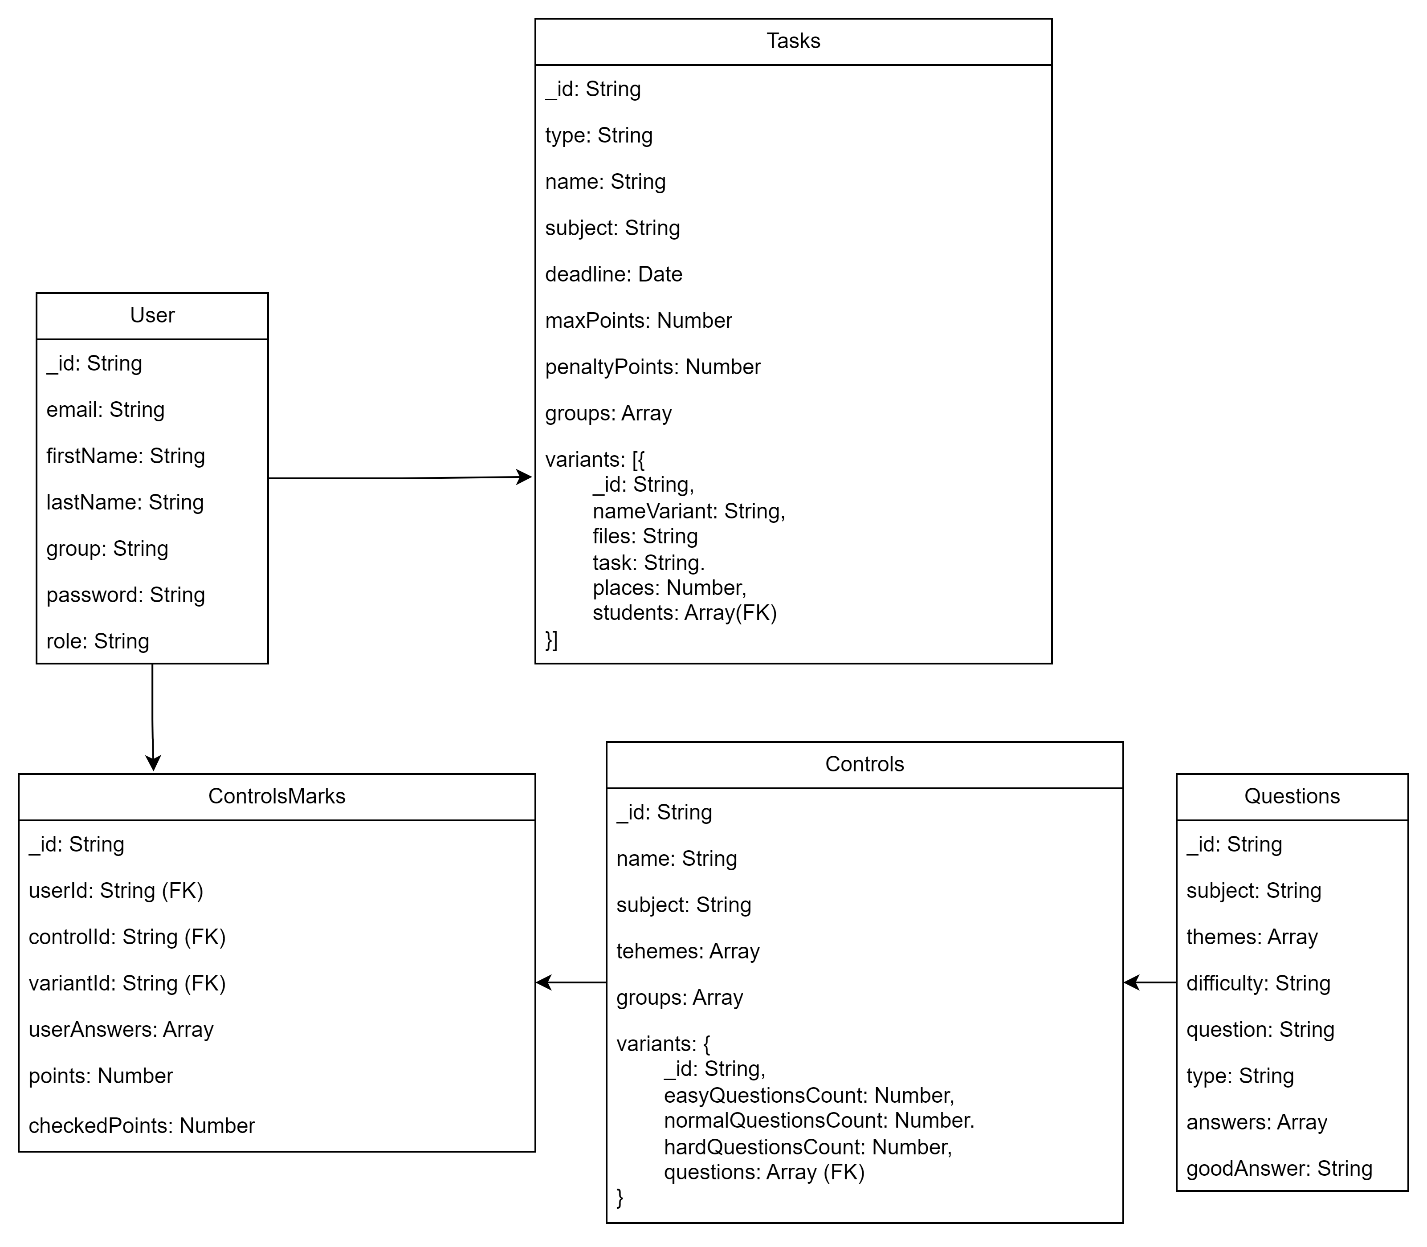 Tasks
_id: String
type: String
name: String
subject: String
deadline: Date
maxPoints: Number
penaltyPoints: Number
groups: Array
variants: [{
_id: String,
nameVariant: String,
files: String
task: String.
places: Number,
students: Array(FK)
}]
User
_id: String
email: String
firstName: String
lastName: String
group: String
password: String
role: String
ControlsMarks
_id: String
userId: String (FK)
controlId: String (FK)
variantId: String (FK)
userAnswers: Array
points: Number
checkedPoints: Number
Controls
_id: String
name: String
subject: String
tehemes: Array
groups: Array
variants: {
_id: String,
easyQuestionsCount: Number,
normalQuestionsCount: Number.
hardQuestionsCount: Number,
questions: Array (FK)
}
Questions
_id: String
subject: String
themes: Array
difficulty: String
question: String
type: String
answers: Array
goodAnswer: String